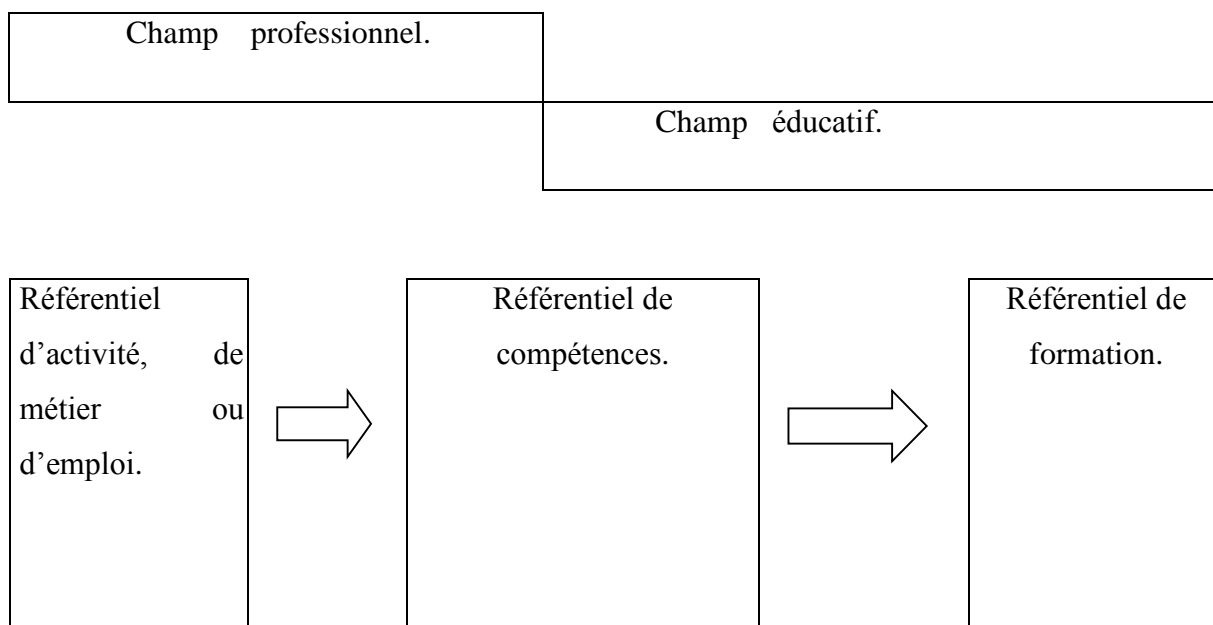 Champ professionnel.
Champ éducatif.
Référentiel
d’activité, de
métier ou
d’emploi.
Référentiel de
compétences.
Référentiel de
formation.